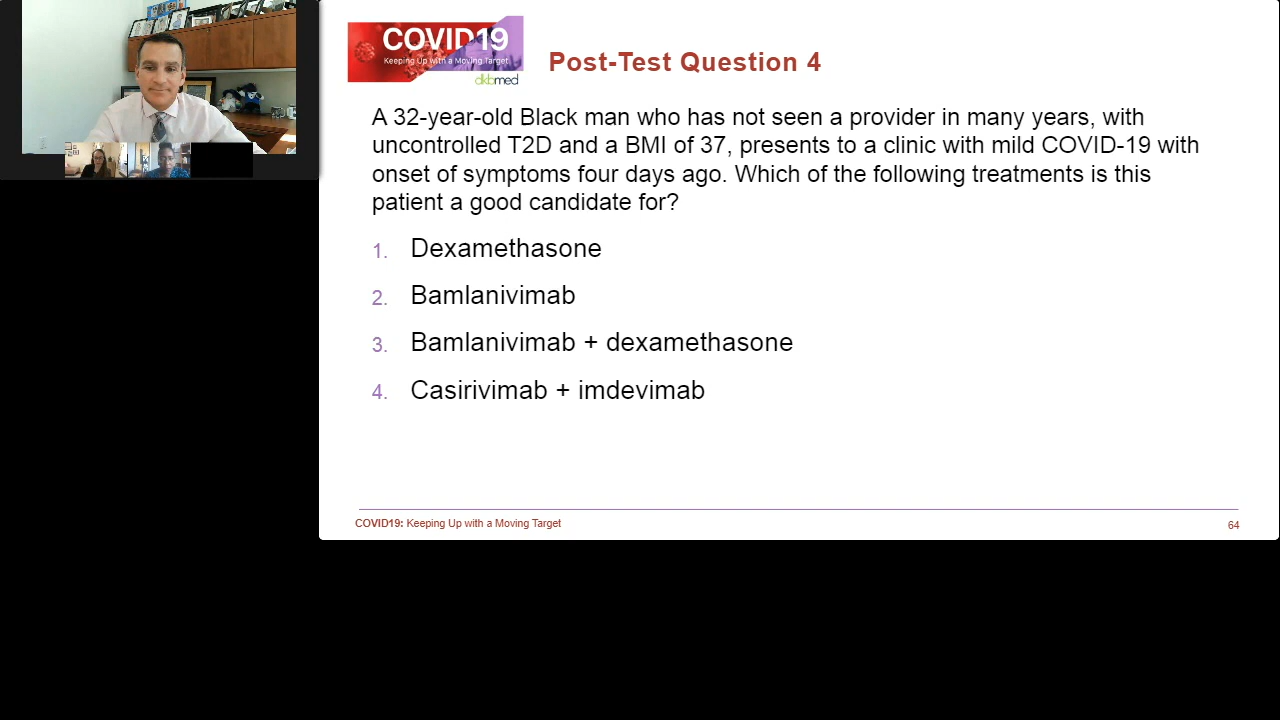 COVID19
Keeping Up with a Moving Target
dkbmed
Post-Test Question 4
A 32-year-old Black man who has not seen a provider in many years, with
uncontrolled T2D and a BMI of 37, presents to a clinic with mild COVID-19 with
onset of symptoms four days ago. Which of the following treatments is this
patient a good candidate for?
1. Dexamethasone
2. Bamlanivimab
3. Bamlanivimab + dexamethasone
4. Casirivimab + imdevimab
COVID19: Keeping Up with a Moving Target
64